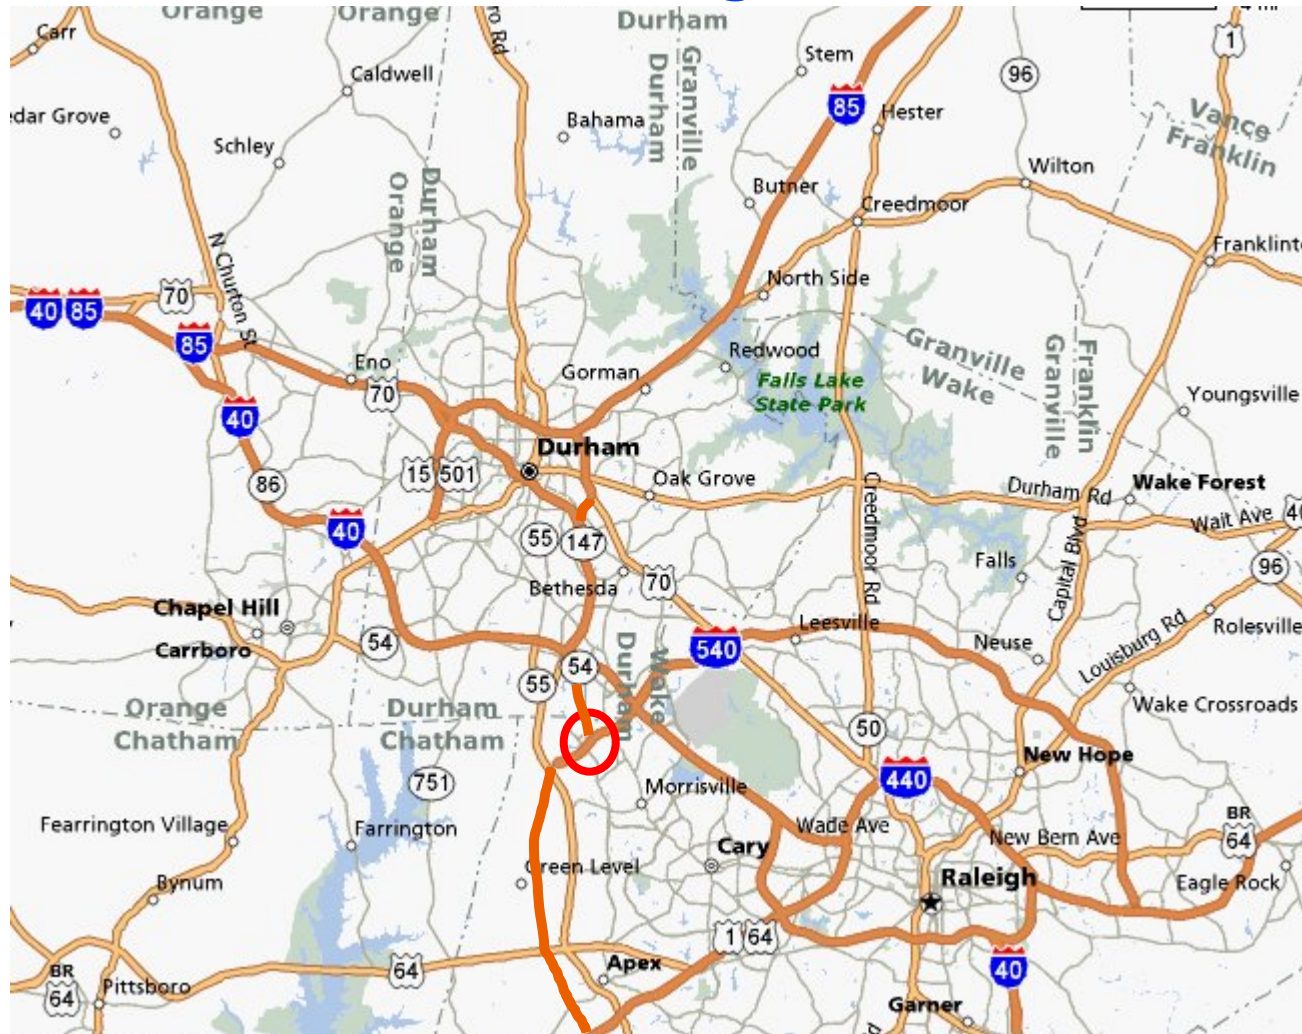 Orange
Orange
Durham
4 mi
Carr
ro Rd
Stem
1
Caldwell
Granville
Durham
96
85
Hester
Vance
Franklin
edar Grove
Bahama
Schley
Wilton
Durham
Orange
Butner
Creedmoor
N Churton St
Franklint
North Side
40
85
70
85
Redwood
Granville
Wake
Franklin
Granville
Eno
Gorman
Falls Lake
State Park
70
Youngsville
40
Durham
15
501
Oak Grove
86
Creedmoor Rd
Durham Rd
Wake Forest
Wait Ave
40
40
55
147
Capital Blvd
Falls
96
Bethesda
70
Chapel Hill
Leesville
Louisburg Rd
Rolesville
54
Neuse
Carrboro
540
54
Durham
Wake
55
Wake Crossroads
Orange
Chatham
Durham
Chatham
50
New Hope
751
440
Morrisville
Fearrington Village
Farrington
Wade Ave
New Bern Ave
BR
64
Cary
Green Level
Bynum
Raleigh
Eagle Rock
1
64
Apex
64
40
BR
64
Pittsboro
Garner